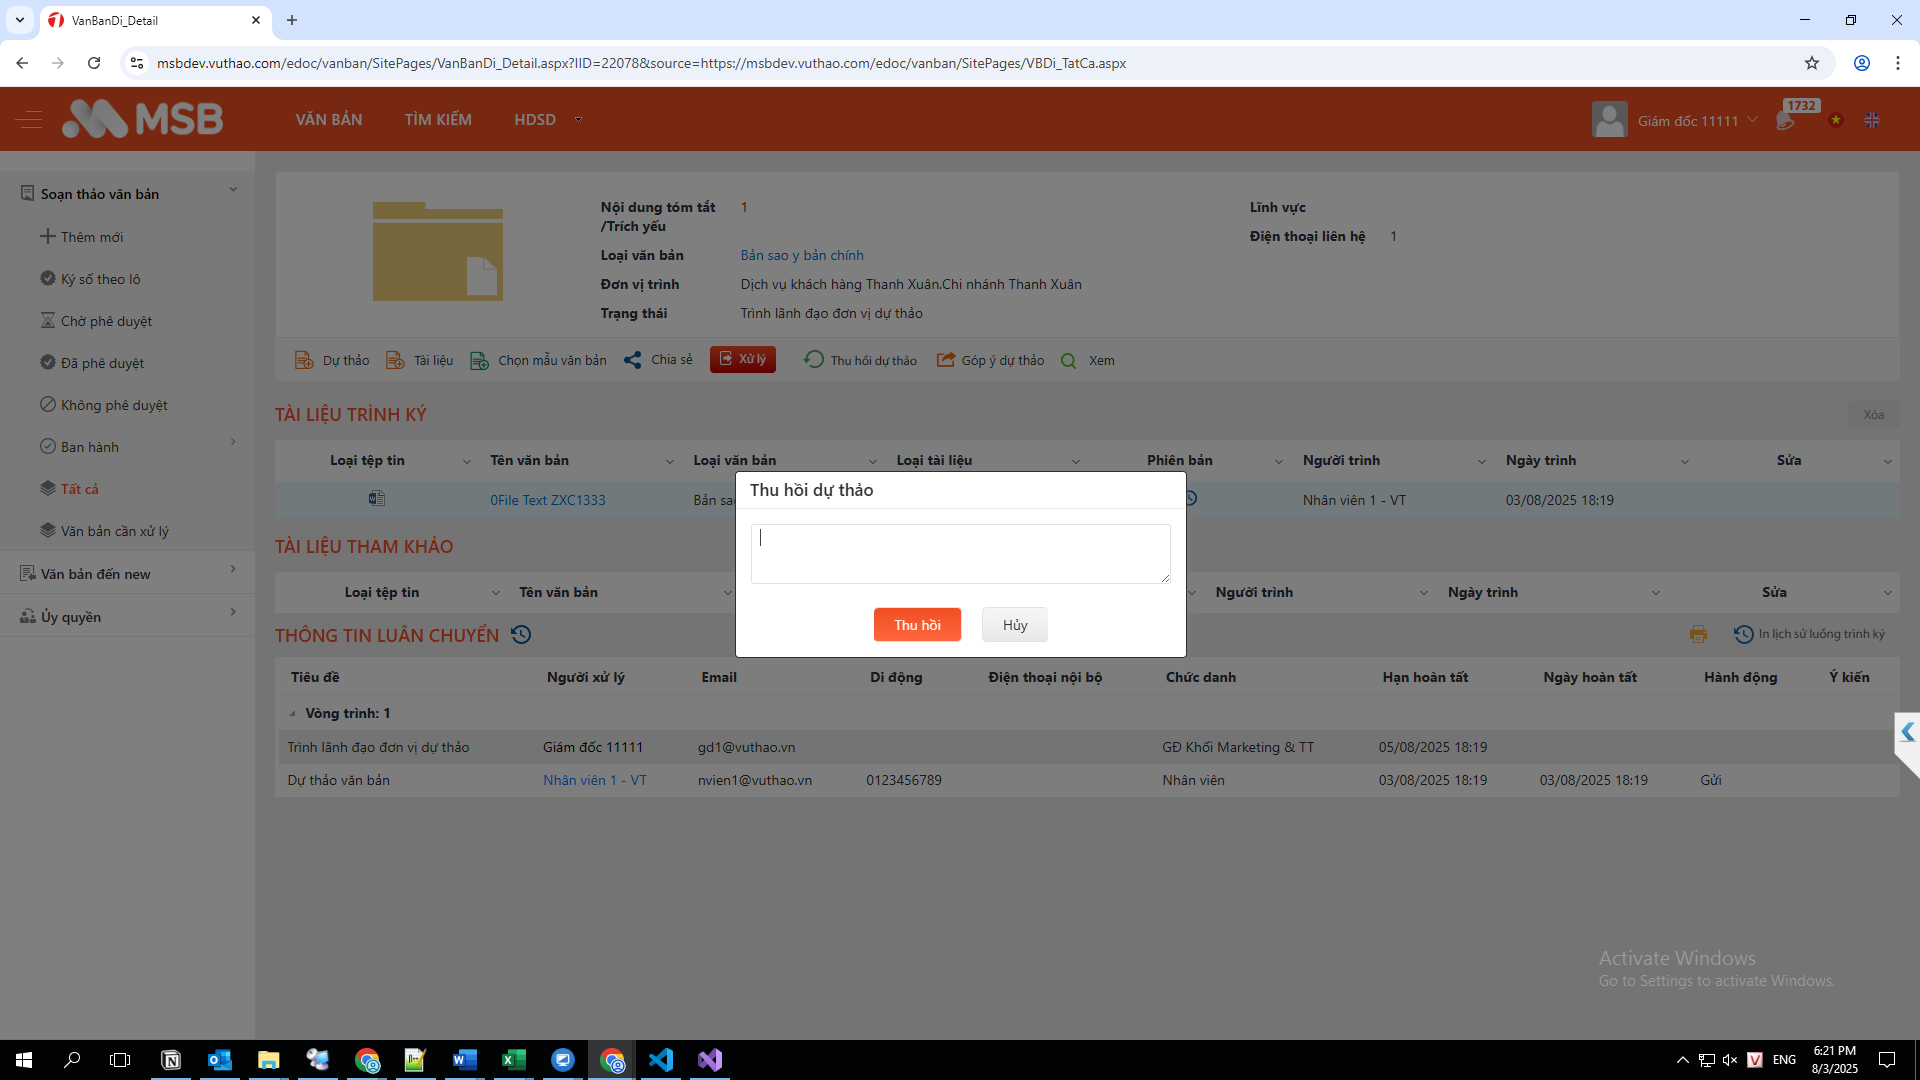 VanBanDi_Detail
msbdev.vuthao.com/edoc/vanban/SitePages/VanBanDi_Detail.aspx?IID=22078&source=https://msbdev.vuthao.com/edoc/vanban/SitePages/VBDi_TatCa.aspx
MSB
VĂN BẢN TÌM KIẾM HDSD
Giám đốc 11111
1732
Soạn thảo văn bản
Thêm mới
Ký số theo lô
Chờ phê duyệt
Đã phê duyệt
Không phê duyệt
Ban hành
Tất cả
Văn bản cần xử lý
Văn bản đến new
Ủy quyền
Nội dung tóm tắt /Trích yếu 1
Loại văn bản Bản sao y bản chính
Đơn vị trình Dịch vụ khách hàng Thanh Xuân.Chi nhánh Thanh Xuân
Trạng thái Trình lãnh đạo đơn vị dự thảo
Lĩnh vực
Điện thoại liên hệ 1
Dự thảo Tài liệu Chọn mẫu văn bản Chia sẻ Xử lý Thu hồi dự thảo Góp ý dự thảo Xem
TÀI LIỆU TRÌNH KÝ
Xóa
Loại tệp tin Tên văn bản Loại văn bản Loại tài liệu Phiên bản Người trình Ngày trình Sửa
0File Text ZXC1333 Bản sa Nhân viên 1 - VT 03/08/2025 18:19
Thu hồi dự thảo
Thu hồi Hủy
TÀI LIỆU THAM KHẢO
Loại tệp tin Tên văn bản Người trình Ngày trình Sửa
THÔNG TIN LUÂN CHUYỂN
In lịch sử luồng trình ký
Tiêu đề Người xử lý Email Di động Điện thoại nội bộ Chức danh Hạn hoàn tất Ngày hoàn tất Hành động Ý kiến
Vòng trình: 1
Trình lãnh đạo đơn vị dự thảo Giám đốc 11111 gd1@vuthao.vn GĐ Khối Marketing & TT 05/08/2025 18:19
Dự thảo văn bản Nhân viên 1 - VT nvien1@vuthao.vn 0123456789 Nhân viên 03/08/2025 18:19 03/08/2025 18:19 Gửi
Activate Windows
Go to Settings to activate Windows.
ENG
6:21 PM
8/3/2025